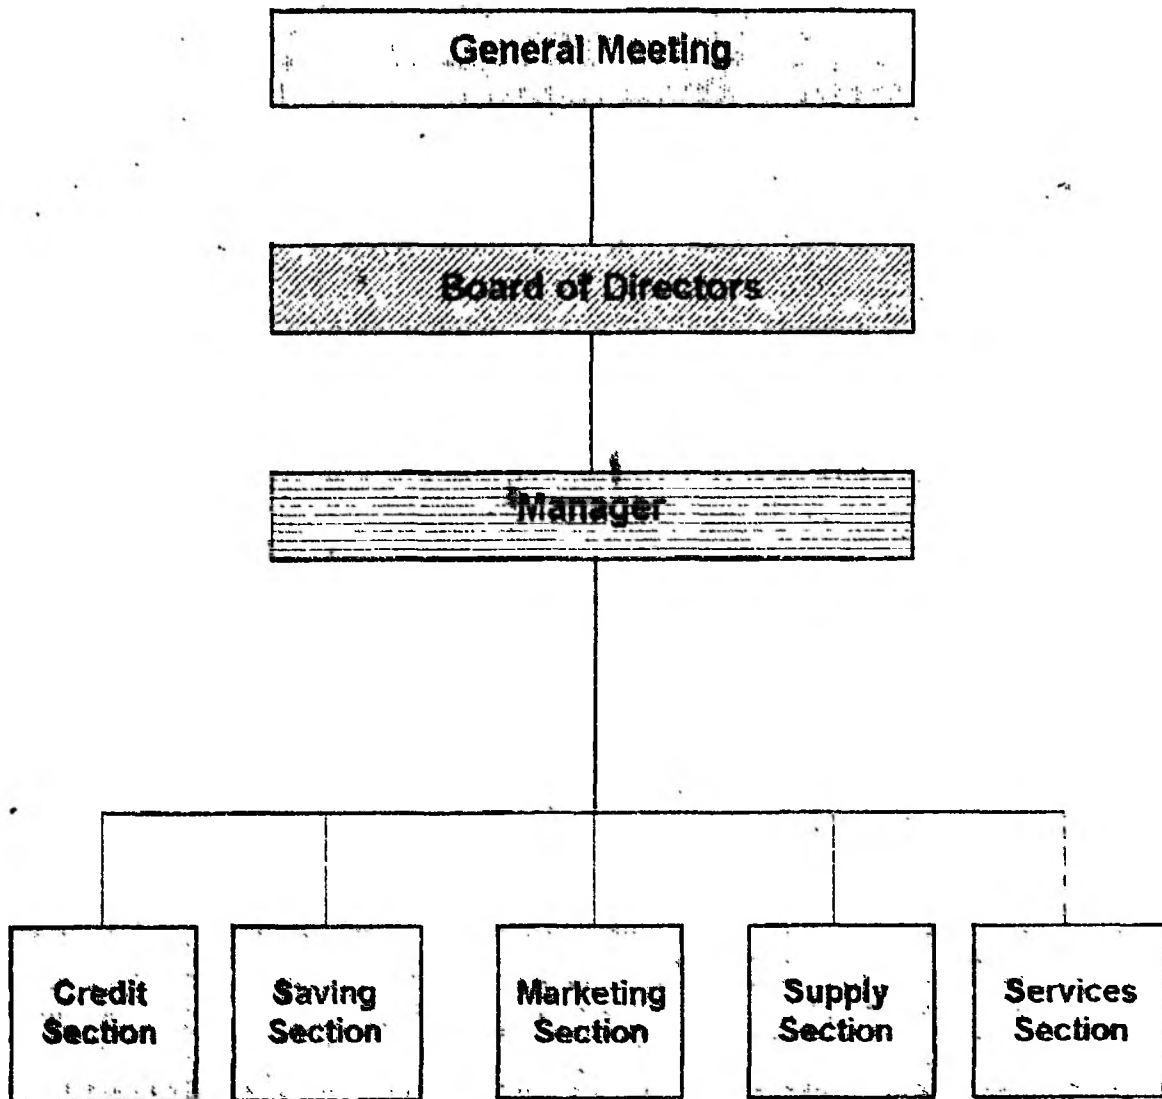 General Meeting
Board of Directors
Manager
Credit
Section
Saving
Section
Marketing
Section
Supply
Section
Services
Section